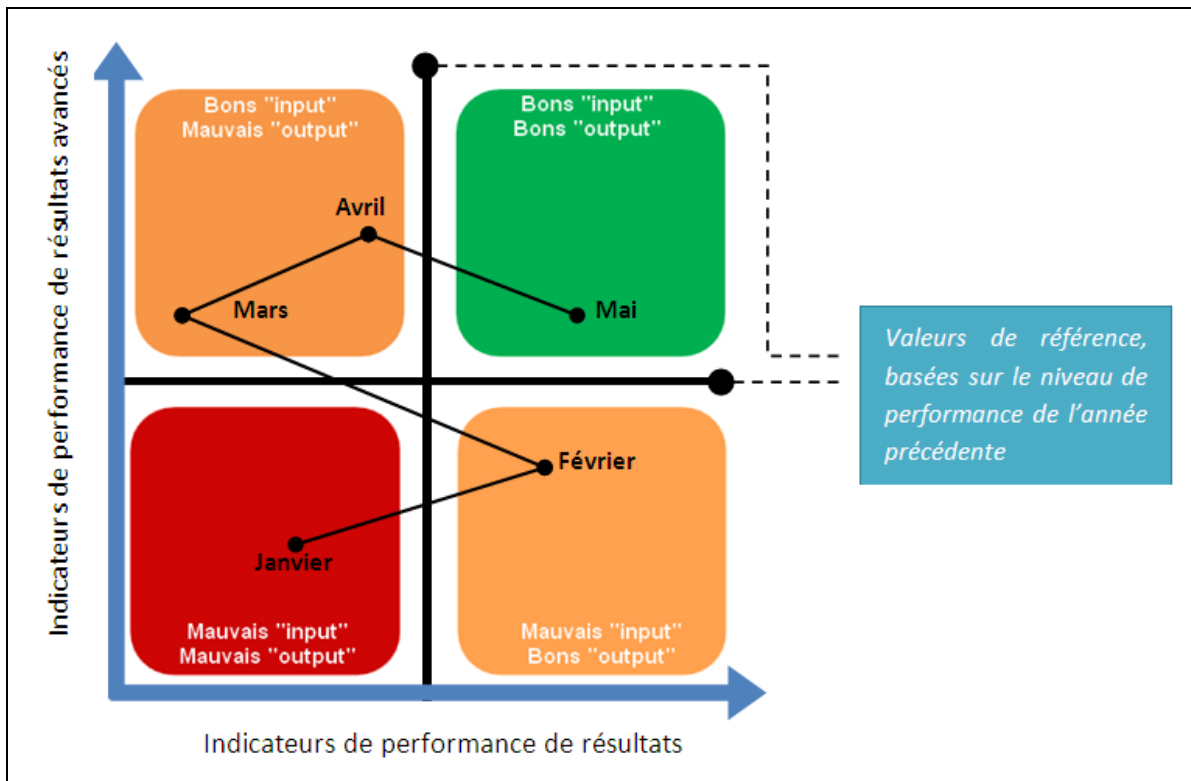 Indicateurs de performance de résultats avancés
Bons "input"
Mauvais "output"
Bons "input"
Bons "output"
Avril
Mars
Mai
Valeurs de référence,
basées sur le niveau de
performance de l'année
précédente
Février
Janvier
Mauvais "input"
Mauvais "output"
Mauvais "input"
Bons "output"
Indicateurs de performance de résultats